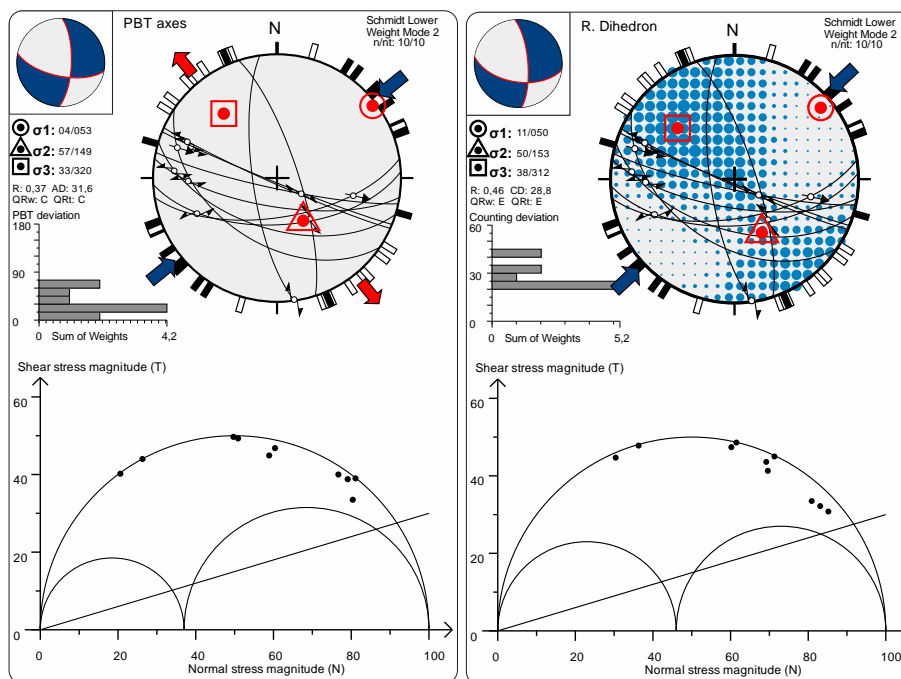 PBT axes
N
Schmidt Lower
Weight Mode 2
n/nt: 10/10
σ1: 04/053
σ2: 57/149
σ3: 33/320
R: 0,37 AD: 31,6
QRw: C QRt: C
PBT deviation
180
90
0
0 Sum of Weights 4,2
Shear stress magnitude (T)
60
40
20
0
0 20 40 60 80 100
Normal stress magnitude (N)
R. Dihedron
N
Schmidt Lower
Weight Mode 2
n/nt: 10/10
σ1: 11/050
σ2: 50/153
σ3: 38/312
R: 0,46 CD: 28,8
QRw: E QRt: E
Counting deviation
60
30
0
0 Sum of Weights 5,2
Shear stress magnitude (T)
60
40
20
0
0 20 40 60 80 100
Normal stress magnitude (N)